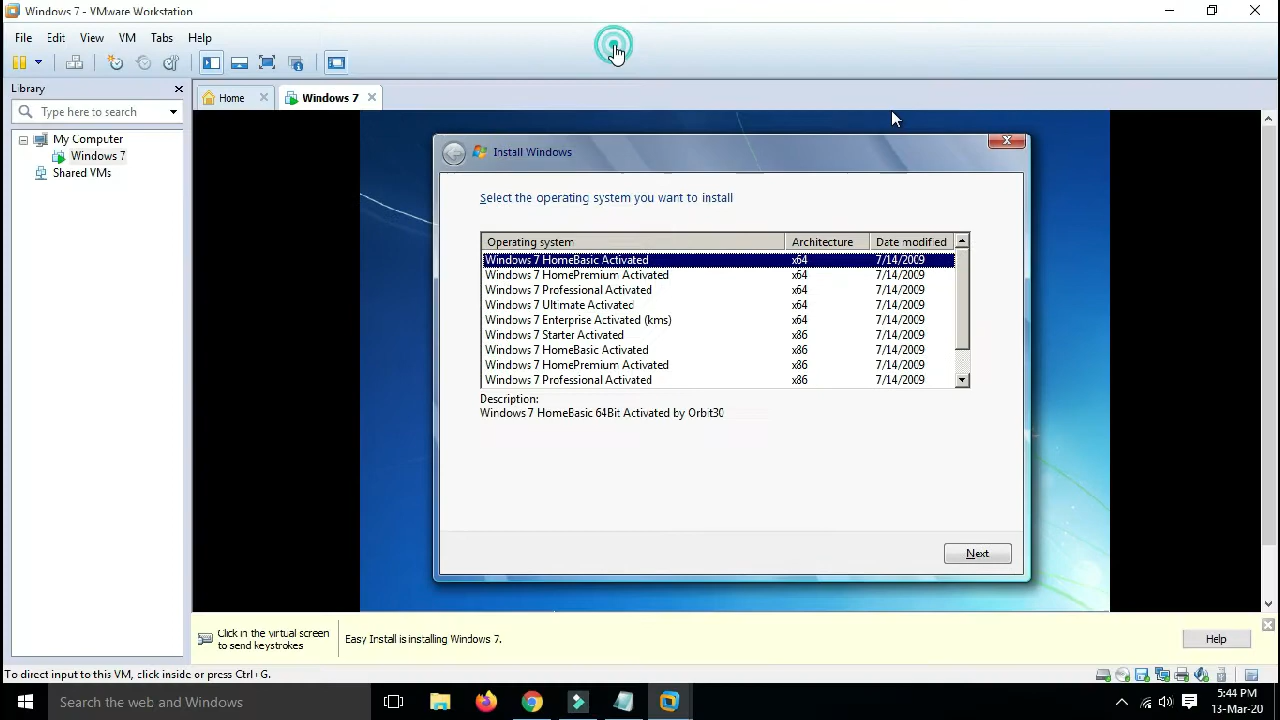 Windows 7 - VMware Workstation
File Edit View VM Tabs Help
Library
Home
Windows 7
Type here to search
My Computer
Windows 7
Shared VMs
Install Windows
Select the operating system you want to install
Operating system Architecture Date modified
Windows 7 HomeBasic Activated x64 7/14/2009
Windows 7 HomePremium Activated x64 7/14/2009
Windows 7 Professional Activated x64 7/14/2009
Windows 7 Ultimate Activated x64 7/14/2009
Windows 7 Enterprise Activated (kms) x64 7/14/2009
Windows 7 Starter Activated x86 7/14/2009
Windows 7 HomeBasic Activated x86 7/14/2009
Windows 7 HomePremium Activated x86 7/14/2009
Windows 7 Professional Activated x86 7/14/2009
Description:
Windows 7 HomeBasic 64Bit Activated by Orbit30
Next
Click in the virtual screen
to send keystrokes
Easy Install is installing Windows 7.
Help
To direct input to this VM, click inside or press Ctrl+G.
Search the web and Windows
5:44 PM
13-Mar-20